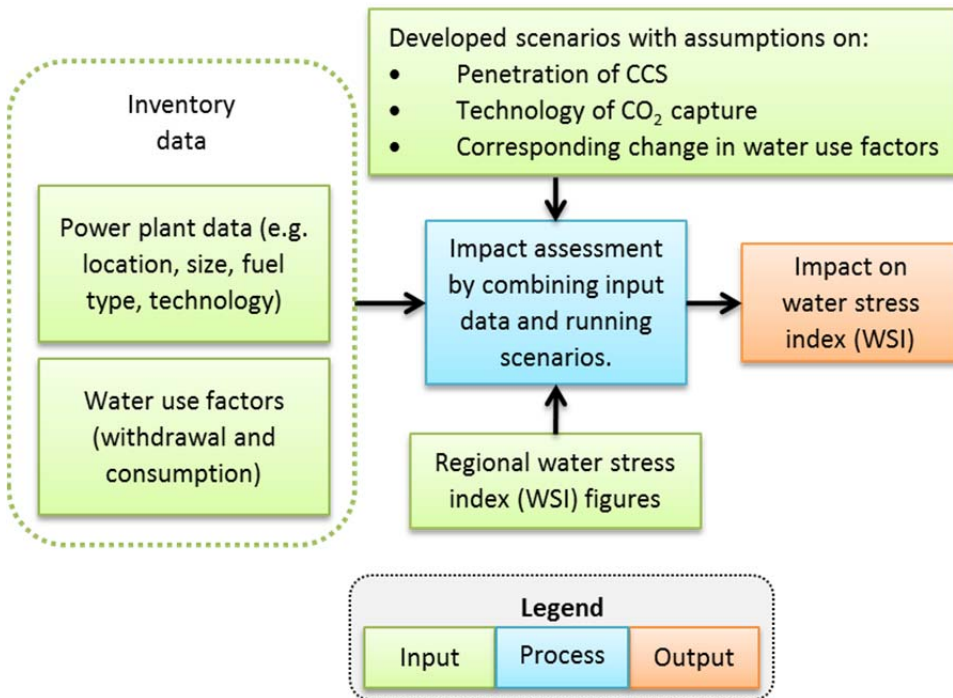 Developed scenarios with assumptions on:
• Penetration of CCS
• Technology of CO₂ capture
• Corresponding change in water use factors
Inventory
data
Power plant data (e.g.
location, size, fuel
type, technology)
Water use factors
(withdrawal and
consumption)
Impact assessment
by combining input
data and running
scenarios.
Impact on
water stress
index (WSI)
Regional water stress
index (WSI) figures
Legend
Input
Process
Output